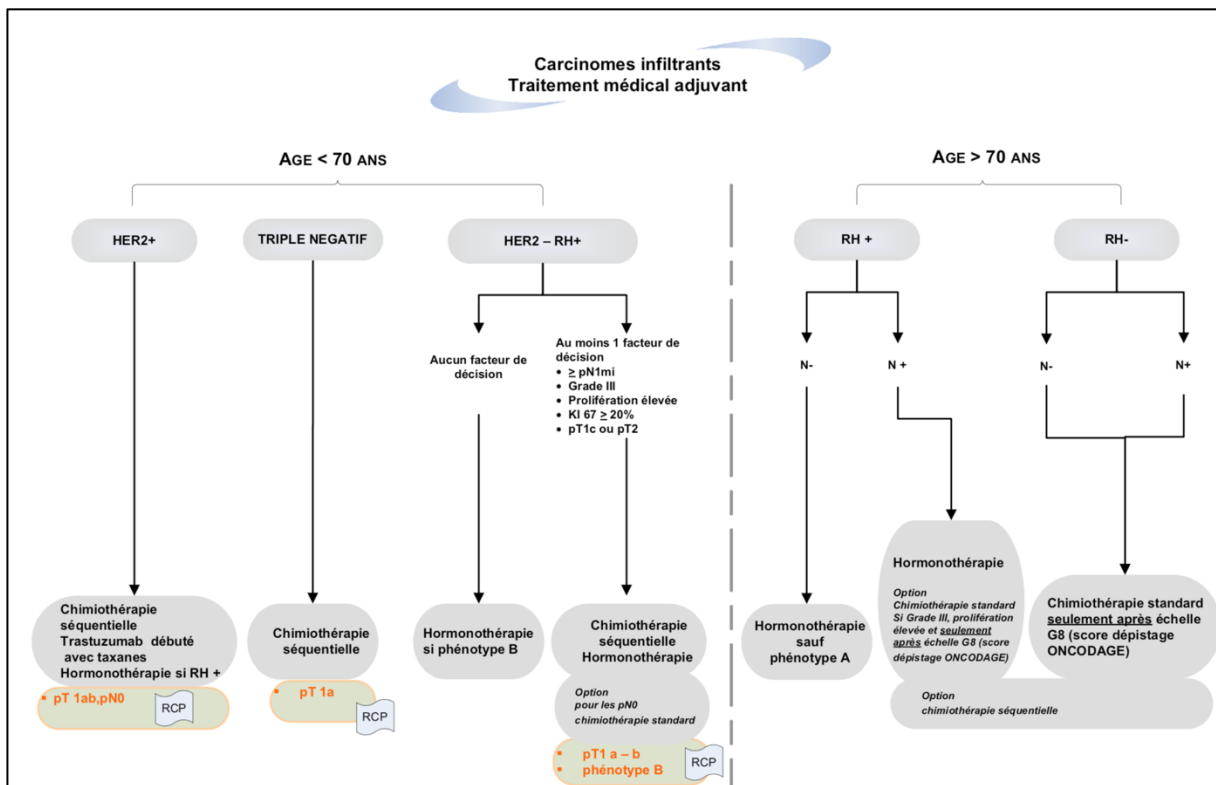 Carcinomes infiltrants
Traitement médical adjuvant
AGE < 70 ANS
HER2+
TRIPLE NEGATIF
HER2 – RH+
Aucun facteur de
décision
Au moins 1 facteur de
décision
• ≥ pN1mi
• Grade III
• Prolifération élevée
• KI 67 ≥ 20%
• pT1c ou pT2
Chimiothérapie
séquentielle
Trastuzumab débuté
avec taxanes
Hormonothérapie si RH +
▪ pT 1ab,pN0
RCP
Chimiothérapie
séquentielle
▪ pT 1a
RCP
Hormonothérapie
si phénotype B
Chimiothérapie
séquentielle
Hormonothérapie
Option
pour les pN0
chimiothérapie standard
▪ pT1 a – b
▪ phénotype B
RCP
AGE > 70 ANS
RH +
RH-
N-
N +
N-
N+
Hormonothérapie
sauf
phénotype A
Hormonothérapie
Option
Chimiothérapie standard
Si Grade III, prolifération
élevée et seulement
après échelle G8 (score
dépistage ONCODAGE)
Chimiothérapie standard
seulement après échelle
G8 (score dépistage
ONCODAGE)
Option
chimiothérapie séquentielle